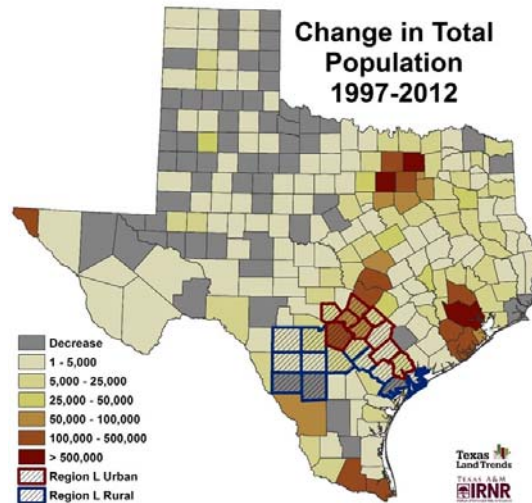 Change in Total
Population
1997-2012
Decrease
1 - 5,000
5,000 - 25,000
25,000 - 50,000
50,000 - 100,000
100,000 - 500,000
> 500,000
Region L Urban
Region L Rural
Texas
Land Trends
TEXAS A&M
IRNR